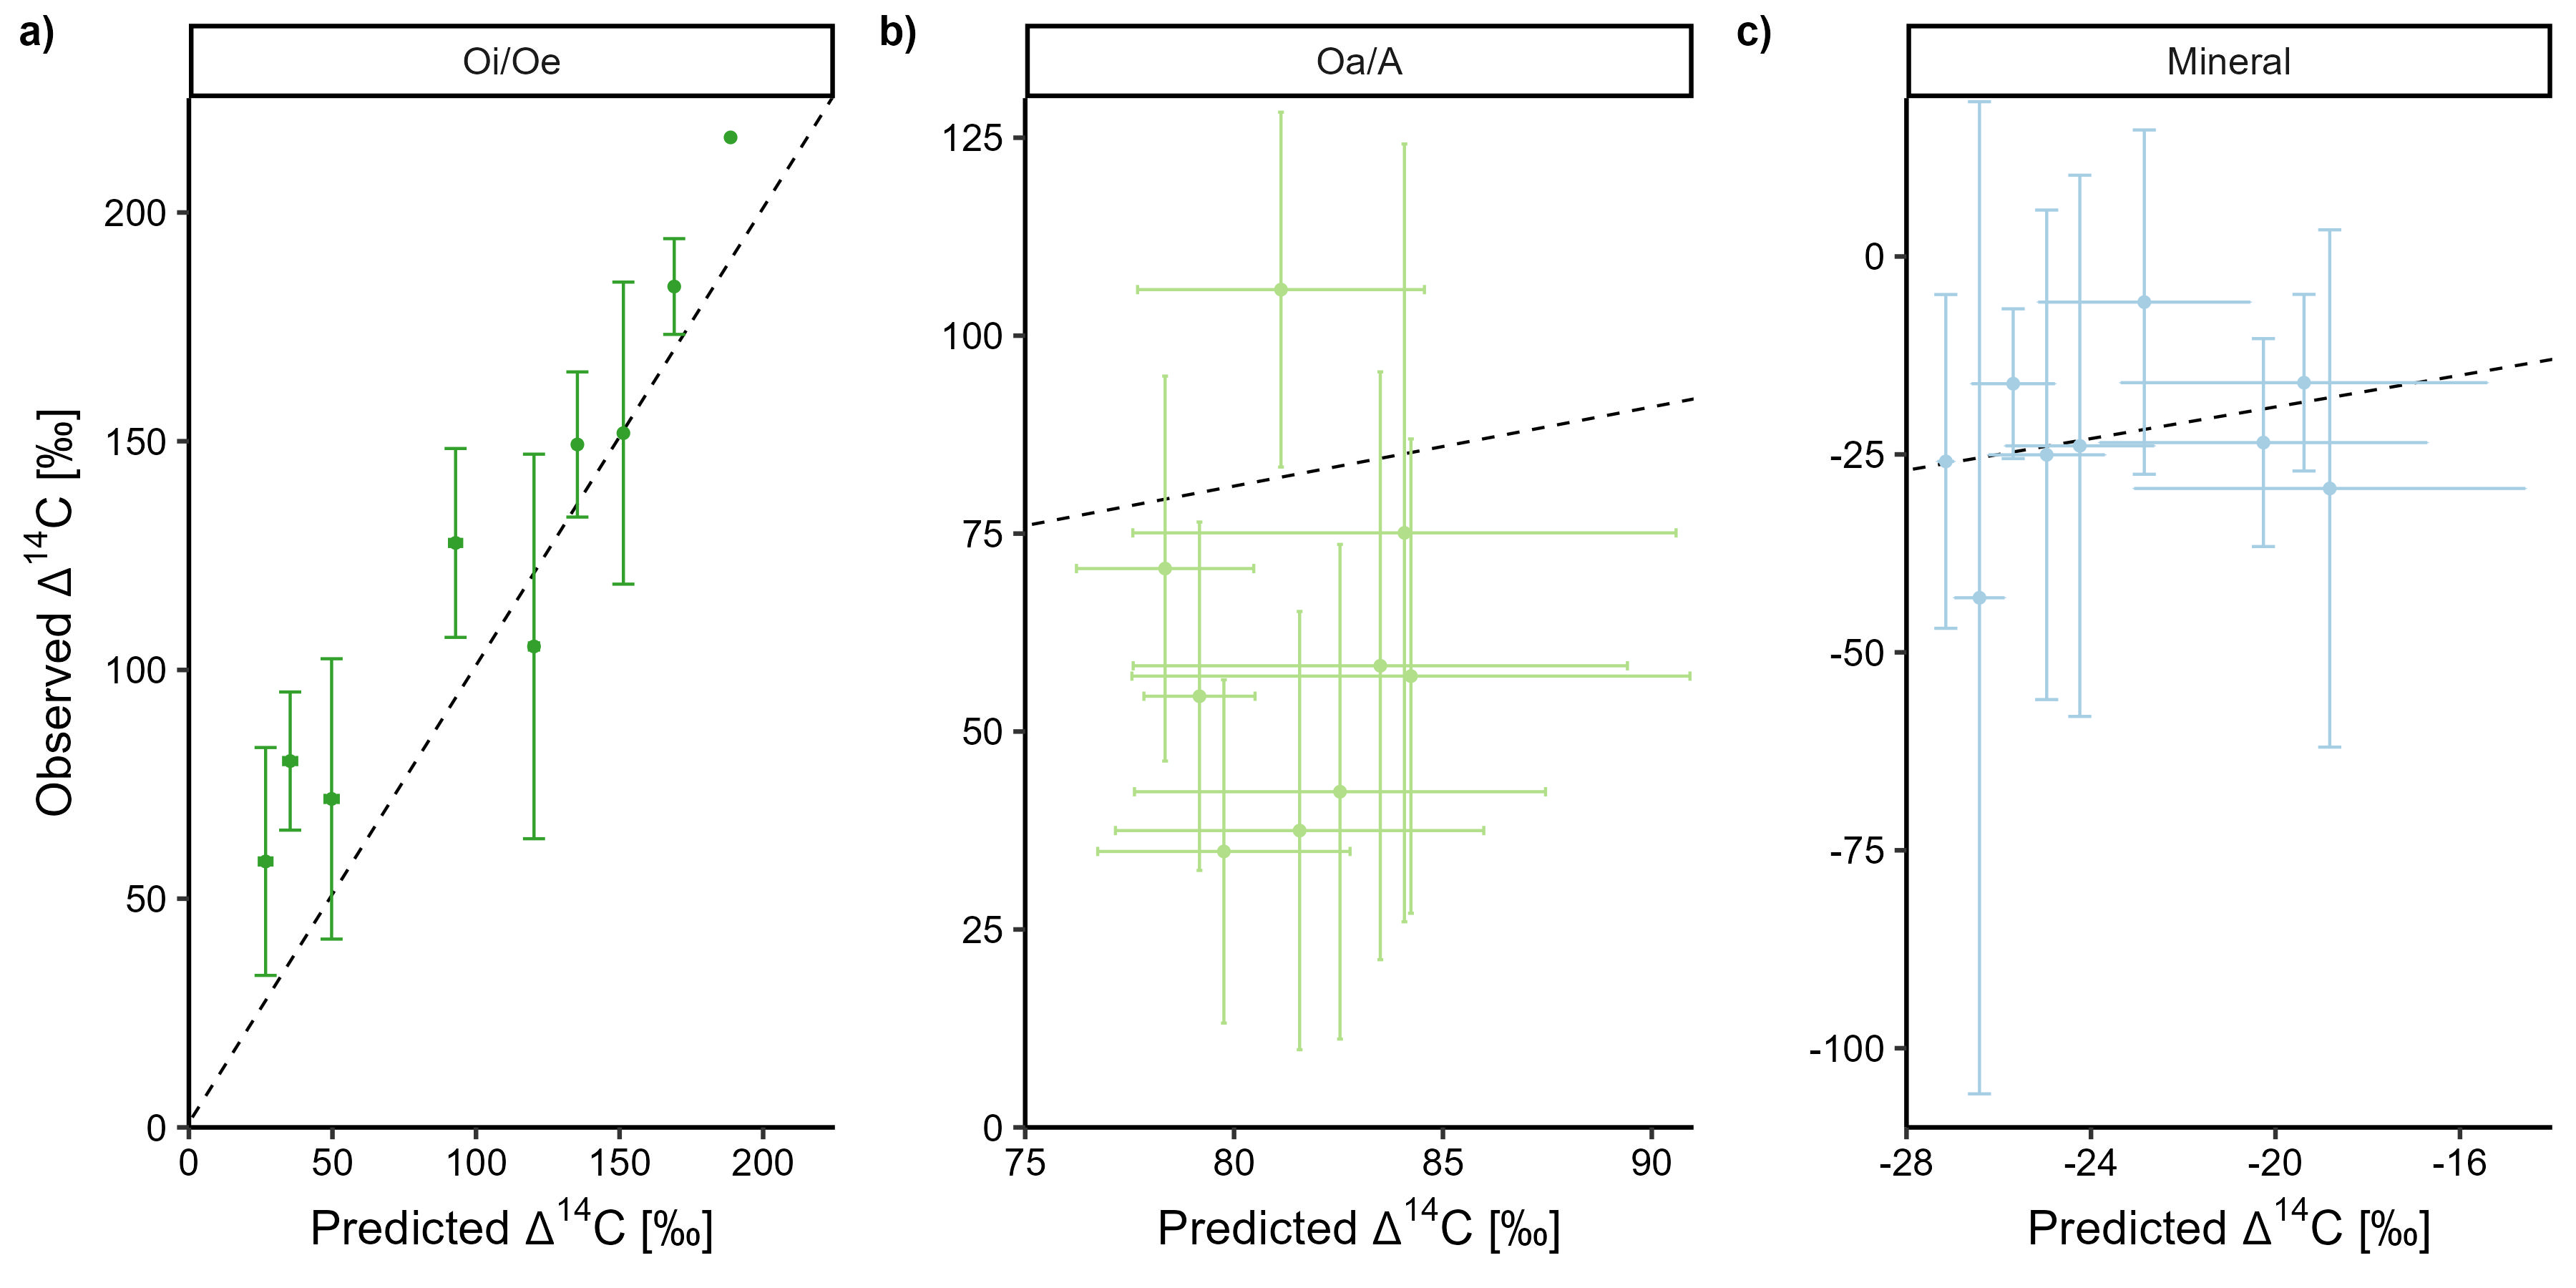 a)
Oi/Oe
b)
Oa/A
c)
Mineral
Observed Δ¹⁴C [‰]
200
150
100
50
0
0 50 100 150 200
Predicted Δ¹⁴C [‰]
125
100
75
50
25
0
75 80 85 90
Predicted Δ¹⁴C [‰]
0
-25
-50
-75
-100
-28 -24 -20 -16
Predicted Δ¹⁴C [‰]